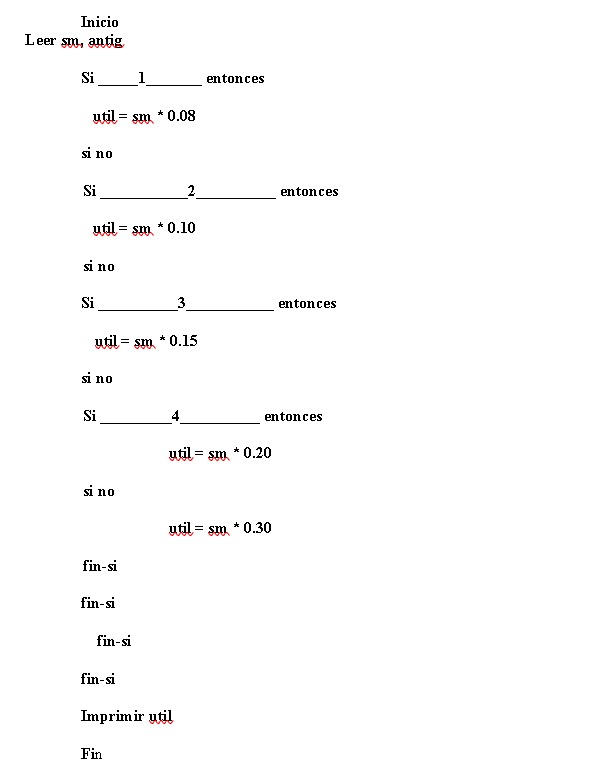 Inicio
Leer sm, antig
Si _____1_______ entonces
util = sm * 0.08
si no
Si ___________2__________ entonces
util = sm * 0.10
si no
Si __________3___________ entonces
util = sm * 0.15
si no
Si _________4__________ entonces
util = sm * 0.20
si no
util = sm * 0.30
fin-si
fin-si
fin-si
fin-si
Imprimir util
Fin